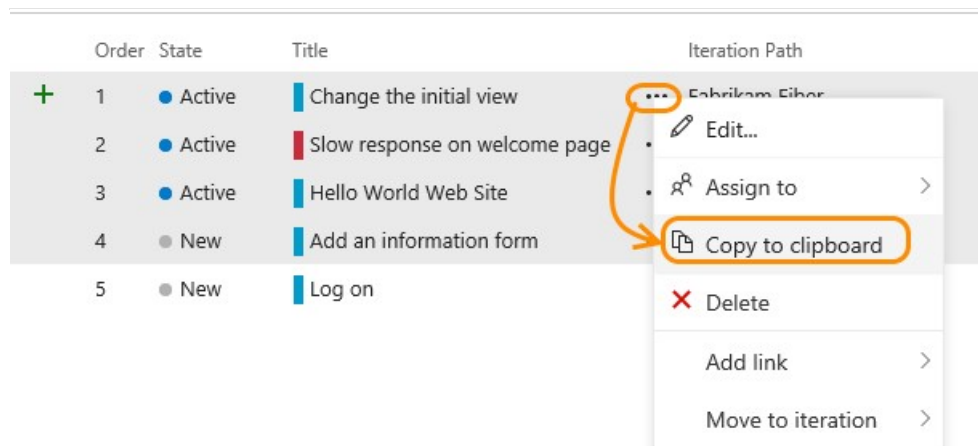 Order State Title Iteration Path
1 Active Change the initial view ••• Fabrikam Fiber
Edit...
2 Active Slow response on welcome page
3 Active Hello World Web Site
Assign to
4 New Add an information form
Copy to clipboard
5 New Log on
Delete
Add link
Move to iteration